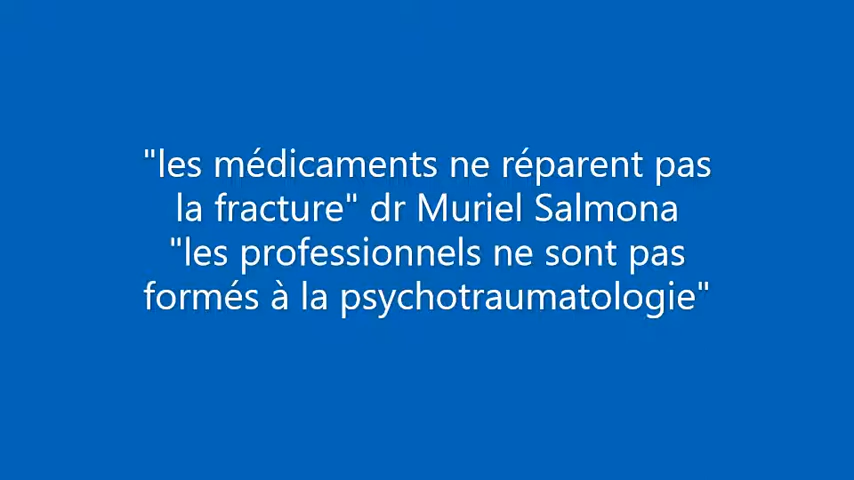 "les médicaments ne réparent pas
la fracture" dr Muriel Salmona
"les professionnels ne sont pas
formés à la psychotraumatologie"